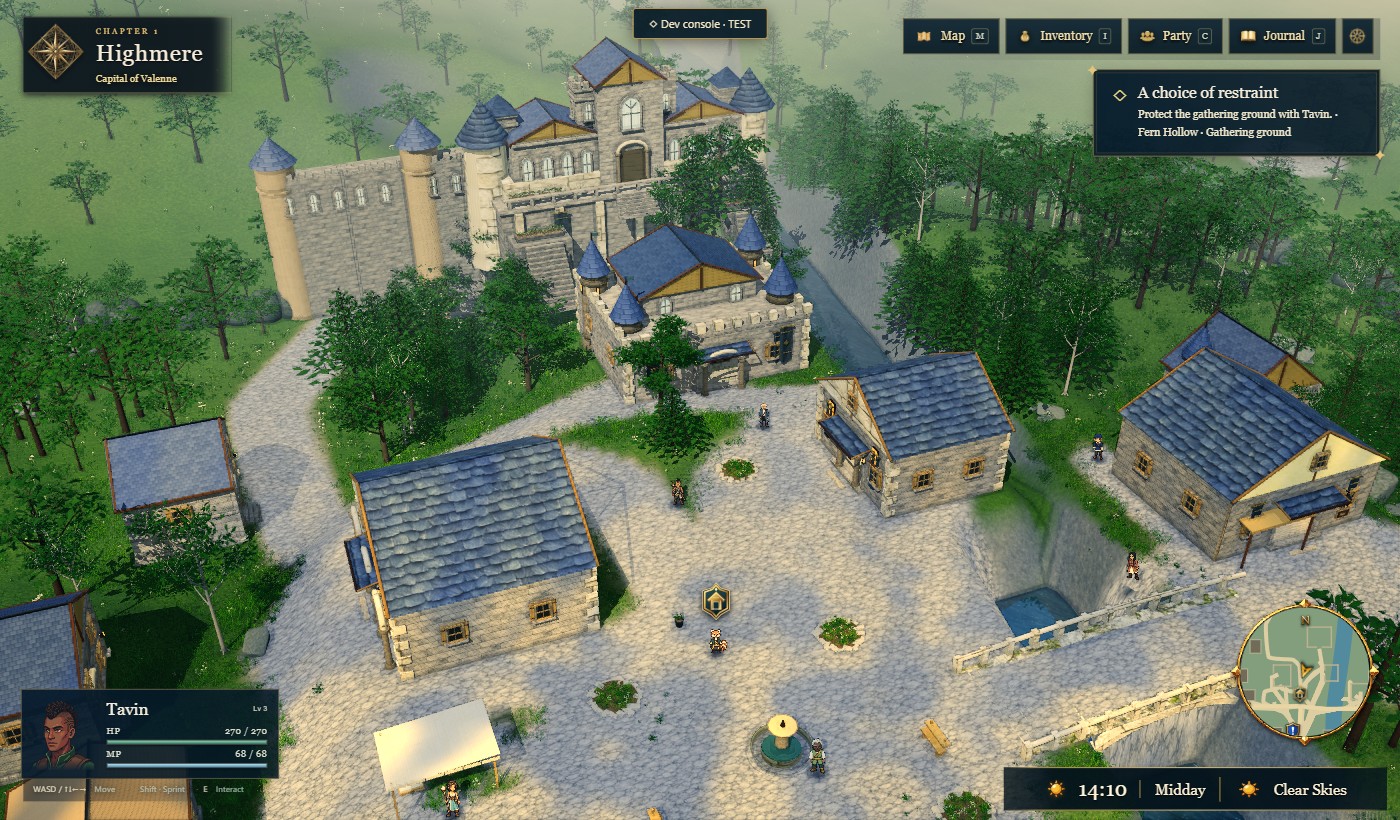 CHAPTER 1
Highmere
Capital of Valenne
Dev console · TEST
Map M
Inventory I
Party C
Journal J
A choice of restraint
Protect the gathering ground with Tavin. ·
Fern Hollow · Gathering ground
N
Tavin
Lv 3
HP 270 / 270
MP 68 / 68
WASD / ↑↓←→ Move Shift · Sprint E Interact
14:10 Midday Clear Skies